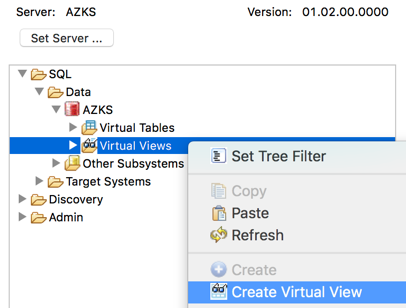 Server: AZKS Version: 01.02.00.0000
Set Server ...
SQL
Data
AZKS
Virtual Tables
Virtual Views
Other Subsystems
Target Systems
Discovery
Admin
Set Tree Filter
Copy
Paste
Refresh
Create
Create Virtual View